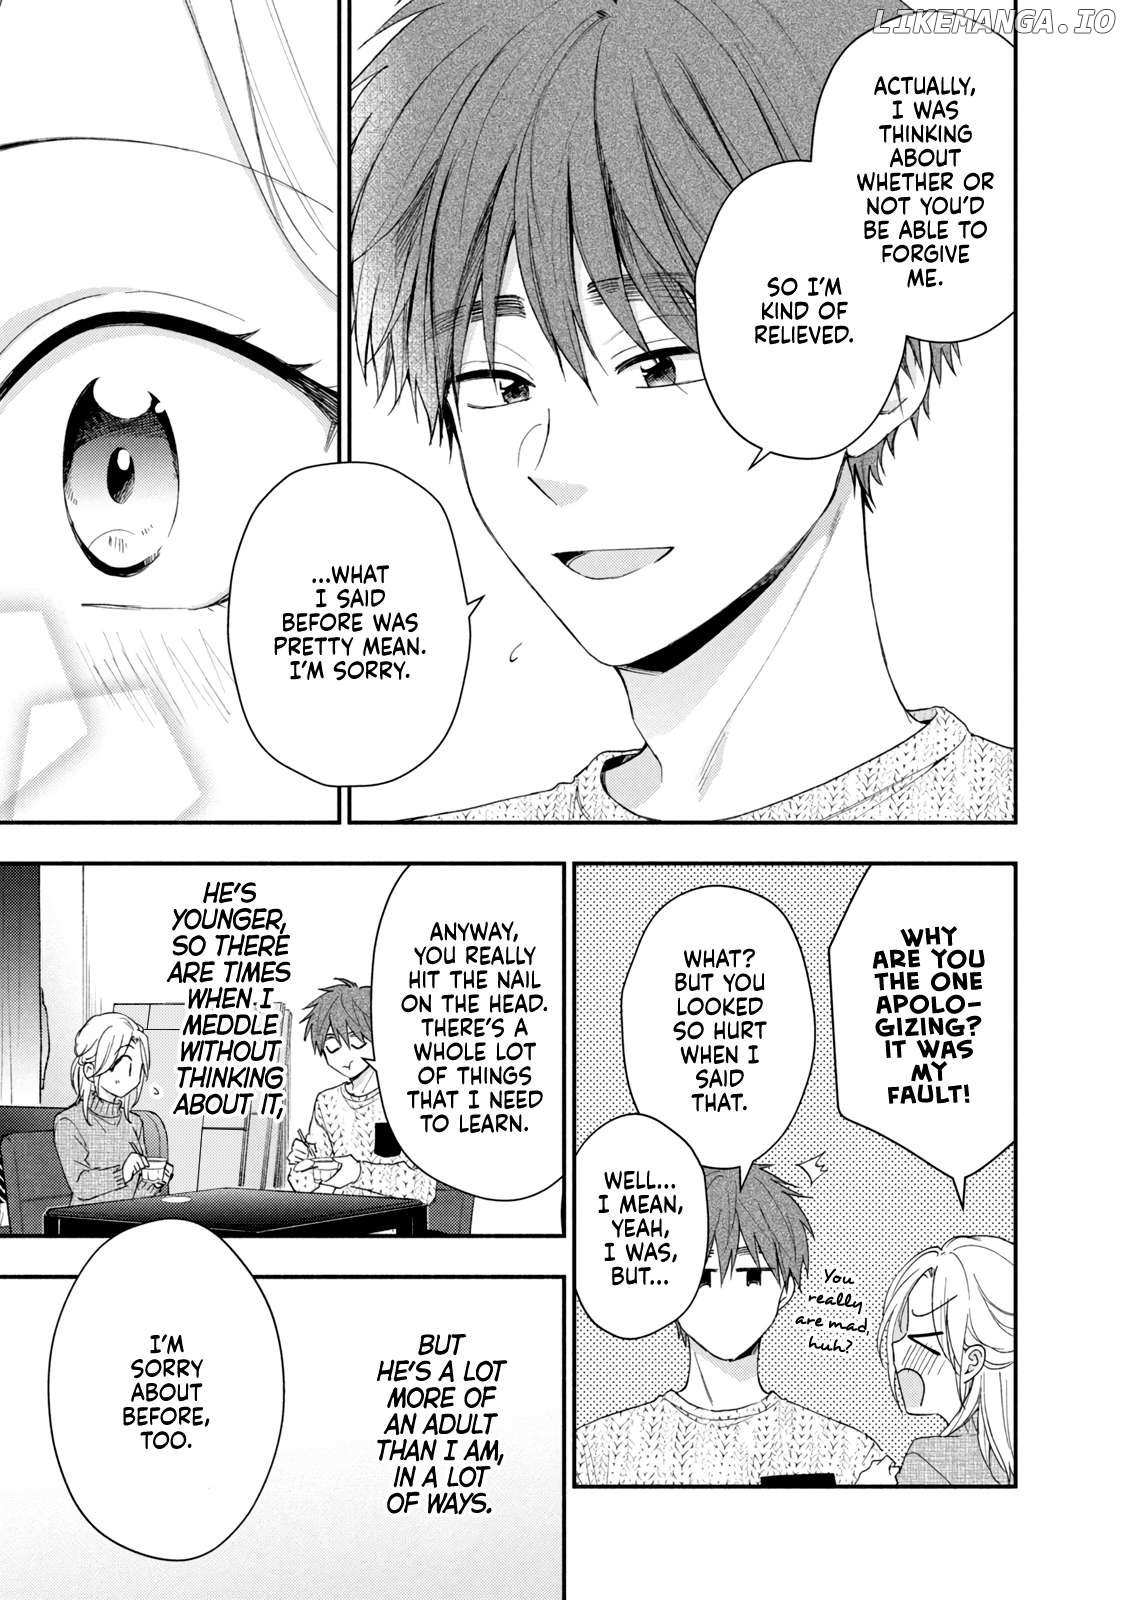 LIKEMANGA.IO
ACTUALLY,
I WAS
THINKING
ABOUT
WHETHER OR
NOT YOU'D
BE ABLE TO
FORGIVE
ME.
SO I'M
KIND OF
RELIEVED.
...WHAT
I SAID
BEFORE WAS
PRETTY MEAN.
I'M SORRY.
WHY
ARE YOU
THE ONE
APOLO-
GIZING?
IT WAS
MY
FAULT!
WHAT?
BUT YOU
LOOKED
SO HURT
WHEN I
SAID
THAT.
WELL...
I MEAN,
YEAH,
I WAS,
BUT...
You
really
are mad,
huh?
ANYWAY,
YOU REALLY
HIT THE NAIL
ON THE HEAD.
THERE'S A
WHOLE LOT
OF THINGS
THAT I NEED
TO LEARN.
HE'S
YOUNGER,
SO THERE
ARE TIMES
WHEN I
MEDDLE
WITHOUT
THINKING
ABOUT IT,
BUT
HE'S A LOT
MORE OF
AN ADULT
THAN I AM,
IN A LOT
OF WAYS.
I'M
SORRY
ABOUT
BEFORE,
TOO.